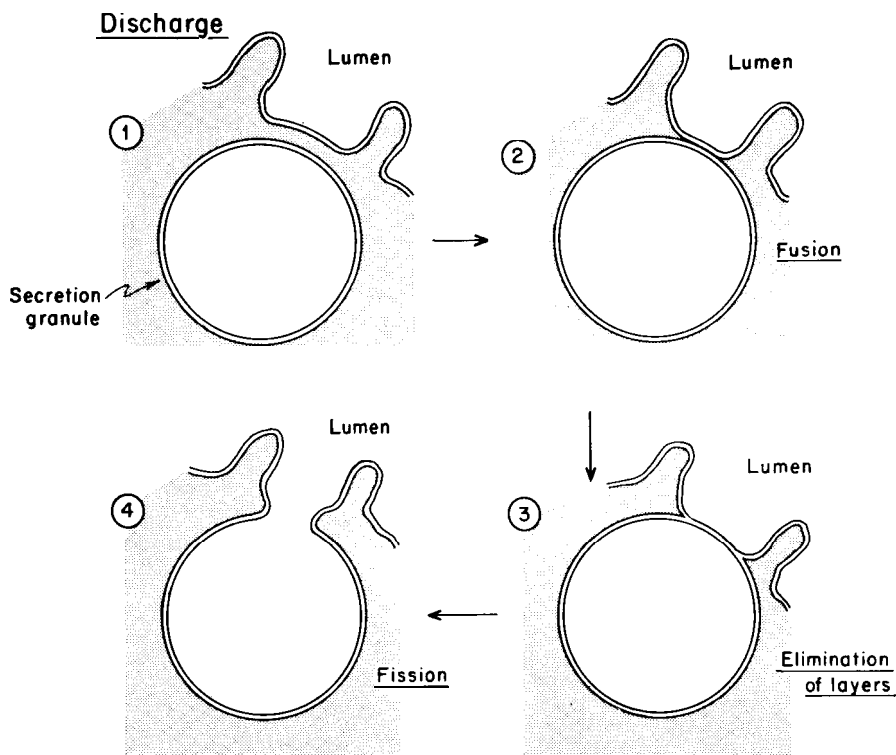 Discharge
Lumen
1
Secretion
granule
Lumen
2
Fusion
Lumen
3
Elimination
of layers
Lumen
4
Fission